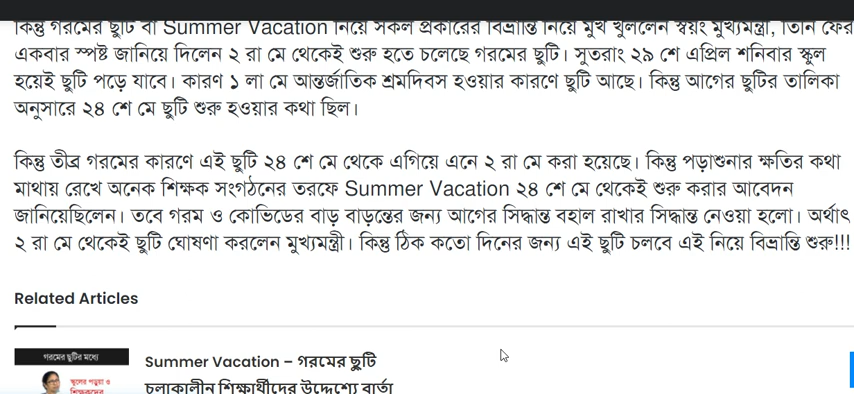 কিন্তু গরমের ছুটি বা Summer Vacation নিয়ে সকল প্রকারের বিভ্রান্তি নিয়ে মুখ খুললেন স্বয়ং মুখ্যমন্ত্রী, তিনি ফের
একবার স্পষ্ট জানিয়ে দিলেন ২ রা মে থেকেই শুরু হতে চলেছে গরমের ছুটি। সুতরাং ২৯ শে এপ্রিল শনিবার স্কুল
হয়েই ছুটি পড়ে যাবে। কারণ ১ লা মে আন্তর্জাতিক শ্রমদিবস হওয়ার কারণে ছুটি আছে। কিন্তু আগের ছুটির তালিকা
অনুসারে ২৪ শে মে ছুটি শুরু হওয়ার কথা ছিল।
কিন্তু তীব্র গরমের কারণে এই ছুটি ২৪ শে মে থেকে এগিয়ে এনে ২ রা মে করা হয়েছে। কিন্তু পড়াশুনার ক্ষতির কথা
মাথায় রেখে অনেক শিক্ষক সংগঠনের তরফে Summer Vacation ২৪ শে মে থেকেই শুরু করার আবেদন
জানিয়েছিলেন। তবে গরম ও কোভিডের বাড় বাড়ন্তের জন্য আগের সিদ্ধান্ত বহাল রাখার সিদ্ধান্ত নেওয়া হলো। অর্থাৎ
২ রা মে থেকেই ছুটি ঘোষণা করলেন মুখ্যমন্ত্রী। কিন্তু ঠিক কতো দিনের জন্য এই ছুটি চলবে এই নিয়ে বিভ্রান্তি শুরু!!!
Related Articles
গরমের ছুটির মধ্যে
স্কুলের পড়ুয়া ও
শিক্ষকদের
Summer Vacation – গরমের ছুটি
চলাকালীন শিক্ষার্থীদের উদ্দেশ্যে বার্তা